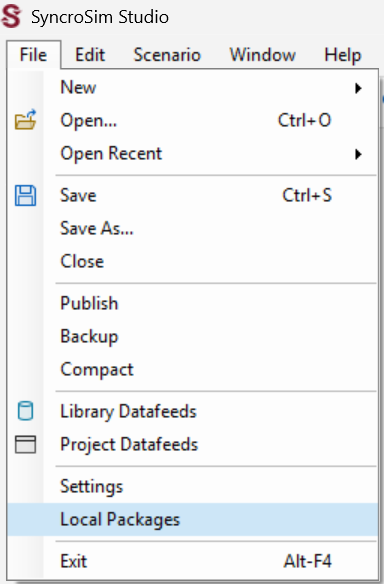 SyncroSim Studio
File Edit Scenario Window Help
New
Open... Ctrl+O
Open Recent
Save Ctrl+S
Save As...
Close
Publish
Backup
Compact
Library Datafeeds
Project Datafeeds
Settings
Local Packages
Exit Alt-F4